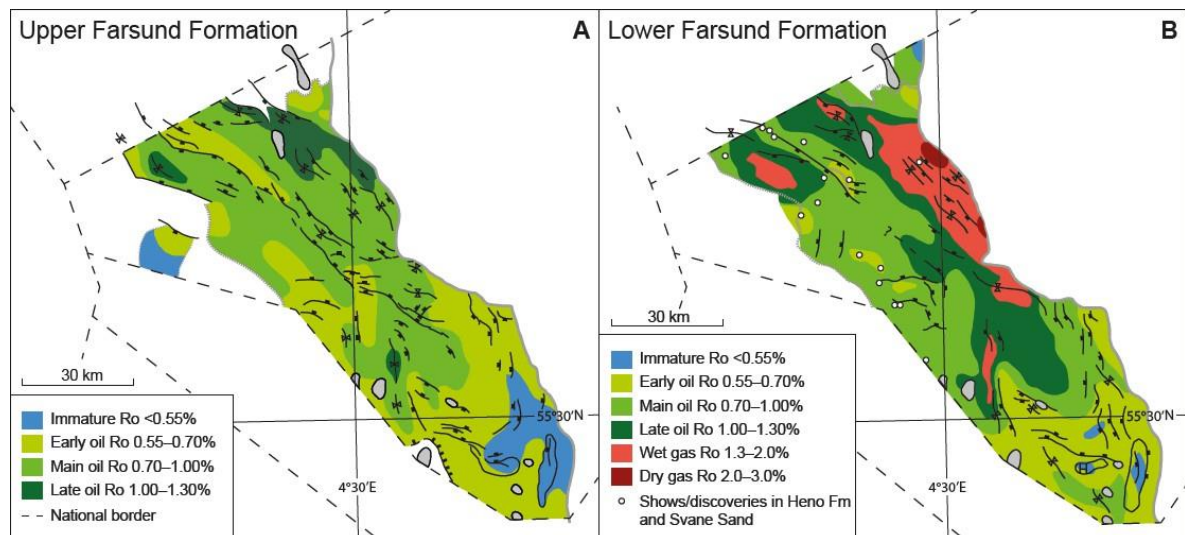 Upper Farsund Formation
A
30 km
Immature Ro <0.55%
Early oil Ro 0.55–0.70%
Main oil Ro 0.70–1.00%
Late oil Ro 1.00–1.30%
National border
4°30′E
55°30′N
Lower Farsund Formation
B
?
30 km
Immature Ro <0.55%
Early oil Ro 0.55–0.70%
Main oil Ro 0.70–1.00%
Late oil Ro 1.00–1.30%
Wet gas Ro 1.3–2.0%
Dry gas Ro 2.0–3.0%
Shows/discoveries in Heno Fm
and Svane Sand
4°30′E
55°30′N